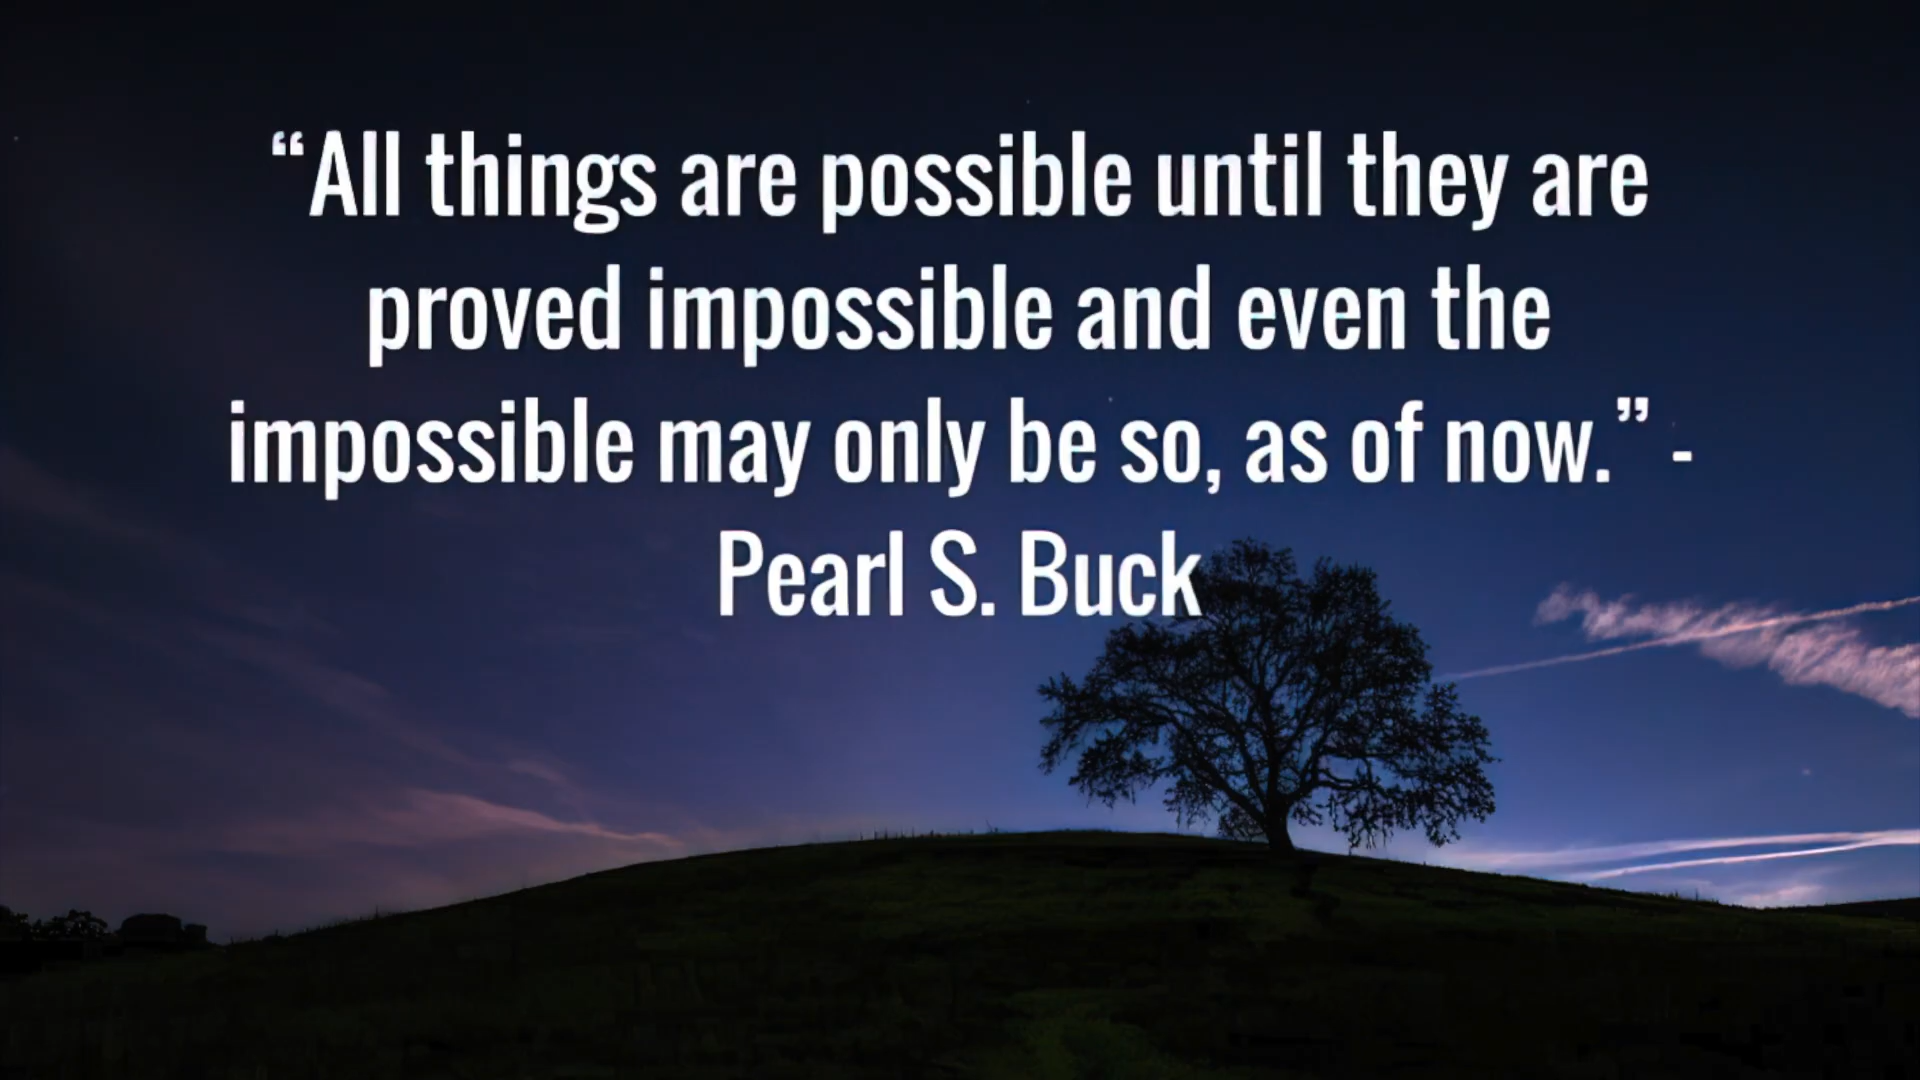 “All things are possible until they are
proved impossible and even the
impossible may only be so, as of now.” -
Pearl S. Buck